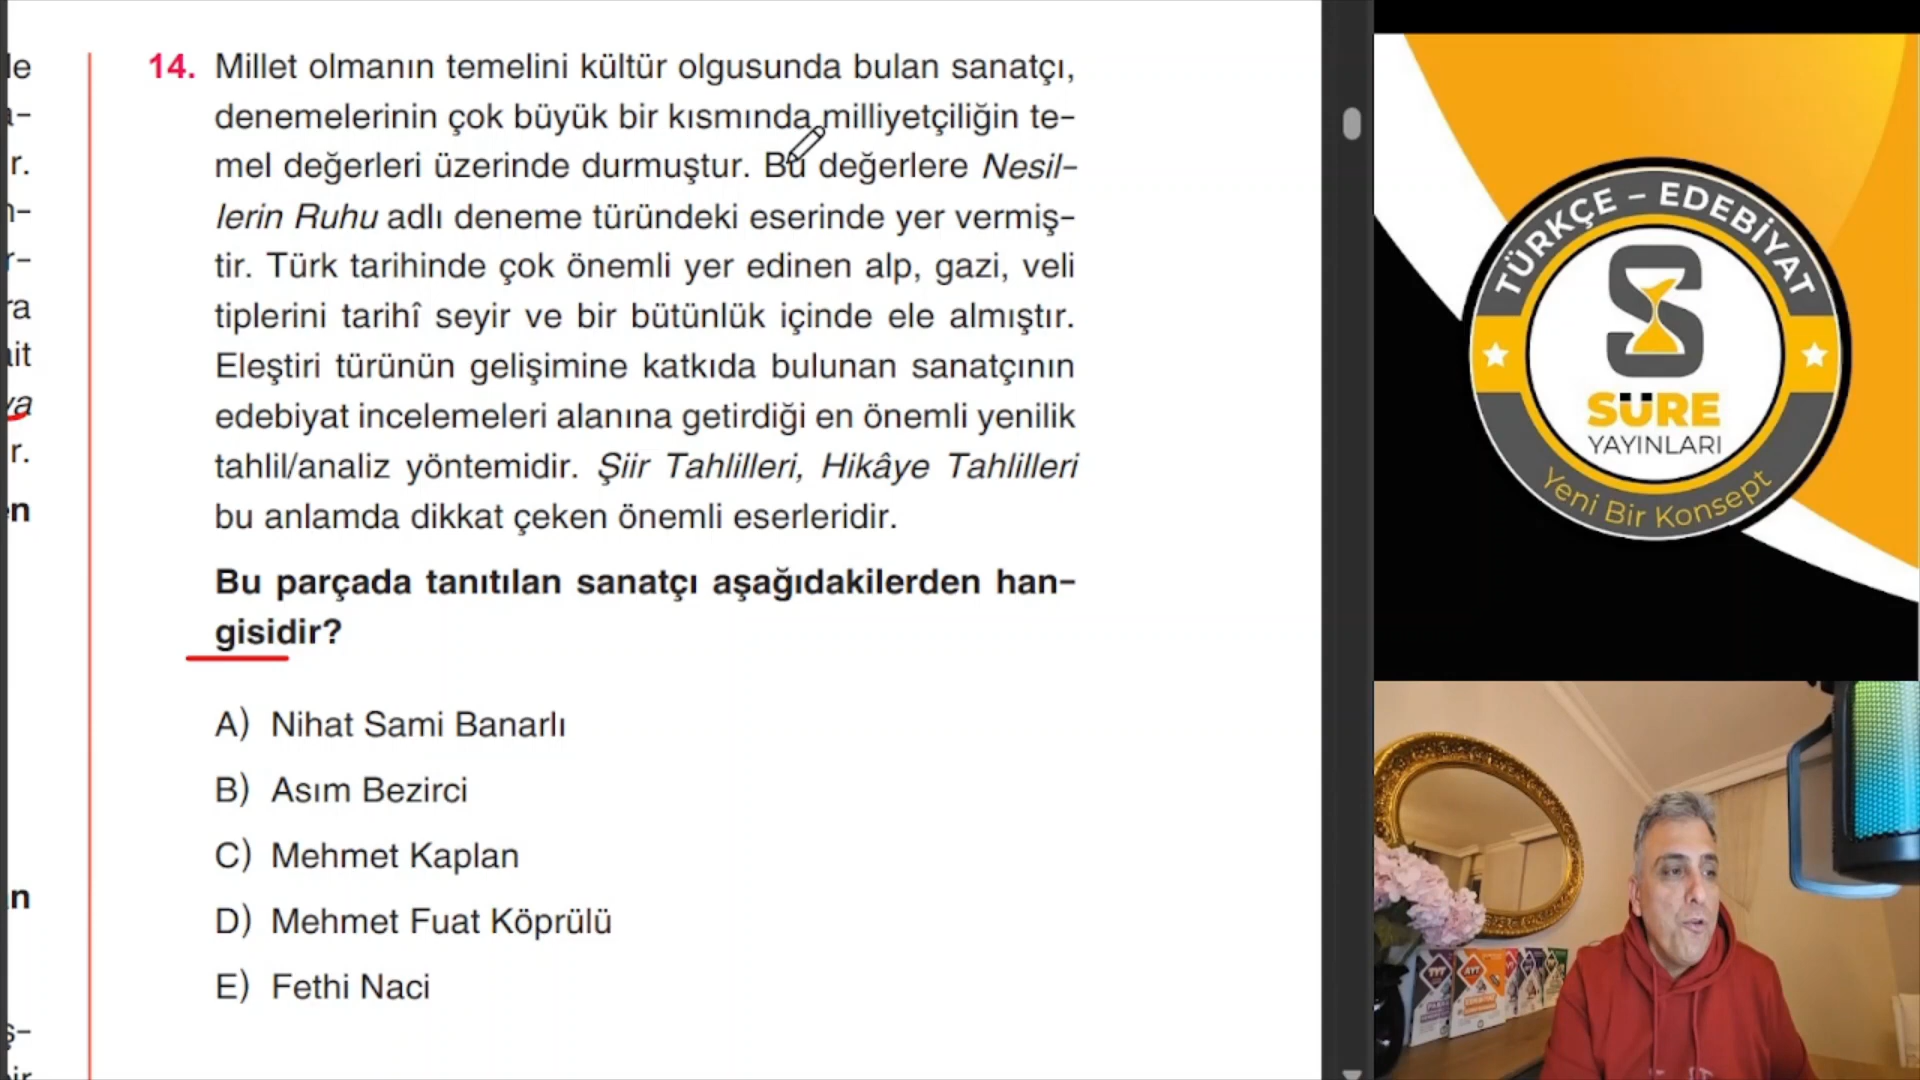 14. Millet olmanın temelini kültür olgusunda bulan sanatçı,
denemelerinin çok büyük bir kısmında milliyetçiliğin te-
mel değerleri üzerinde durmuştur. Bu değerlere Nesil-
lerin Ruhu adlı deneme türündeki eserinde yer vermiş-
tir. Türk tarihinde çok önemli yer edinen alp, gazi, veli
tiplerini tarihî seyir ve bir bütünlük içinde ele almıştır.
Eleştiri türünün gelişimine katkıda bulunan sanatçının
edebiyat incelemeleri alanına getirdiği en önemli yenilik
tahlil/analiz yöntemidir. Şiir Tahlilleri, Hikâye Tahlilleri
bu anlamda dikkat çeken önemli eserleridir.
Bu parçada tanıtılan sanatçı aşağıdakilerden han-
gisidir?
A) Nihat Sami Banarlı
B) Asım Bezirci
C) Mehmet Kaplan
D) Mehmet Fuat Köprülü
E) Fethi Naci
TÜRKÇE – EDEBİYAT
SÜRE
YAYINLARI
Yeni Bir Konsept
TYT
AYT